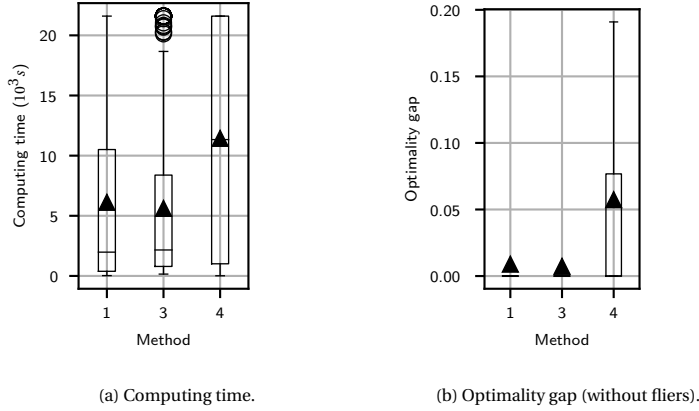 20
15
10
5
0
Computing time (10³ s)
1 3 4
Method
(a) Computing time.
0.20
0.15
0.10
0.05
0.00
Optimality gap
1 3 4
Method
(b) Optimality gap (without fliers).